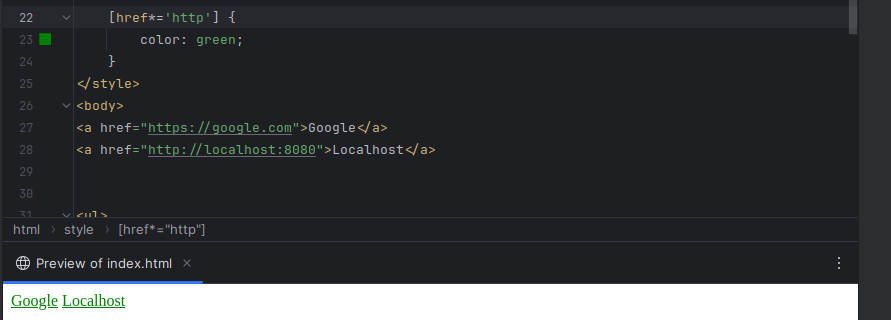 22 [href*='http'] {
23 color: green;
24 }
25 </style>
26 <body>
27 <a href="https://google.com">Google</a>
28 <a href="http://localhost:8080">Localhost</a>
29
30
31 <ul>
html > style > [href*="http"]
Preview of index.html ×
Google Localhost